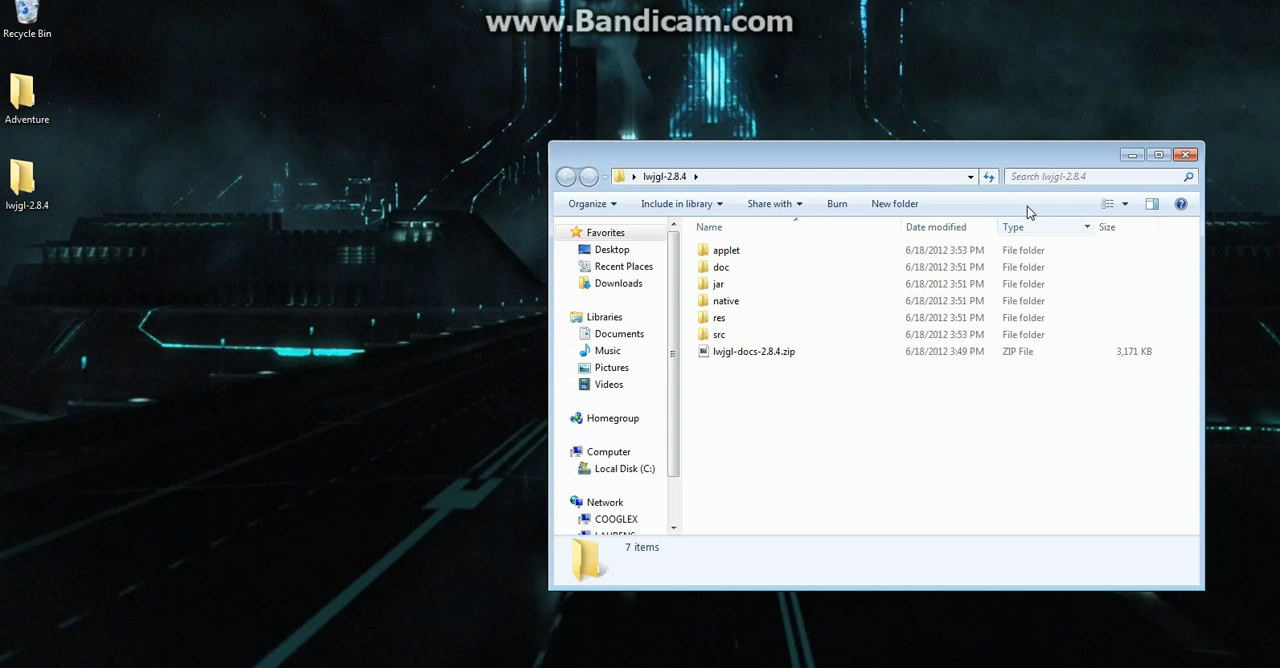 www.Bandicam.com
Recycle Bin
Adventure
lwjgl-2.8.4
lwjgl-2.8.4
Search lwjgl-2.8.4
Organize
Include in library
Share with
Burn
New folder
Name
Date modified
Type
Size
Favorites
Desktop
Recent Places
Downloads
Libraries
Documents
Music
Pictures
Videos
Homegroup
Computer
Local Disk (C:)
Network
COOGLEX
applet 6/18/2012 3:53 PM File folder
doc 6/18/2012 3:51 PM File folder
jar 6/18/2012 3:51 PM File folder
native 6/18/2012 3:51 PM File folder
res 6/18/2012 3:51 PM File folder
src 6/18/2012 3:53 PM File folder
lwjgl-docs-2.8.4.zip 6/18/2012 3:49 PM ZIP File 3,171 KB
7 items